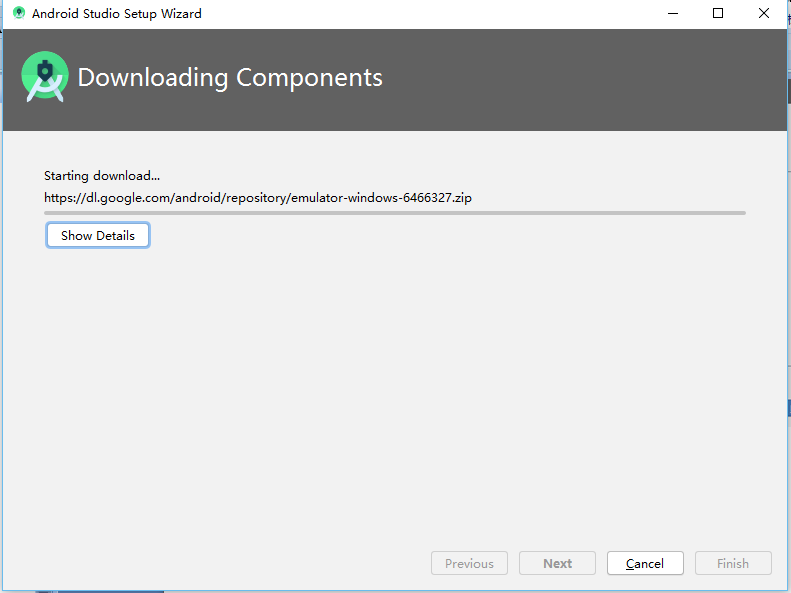 Android Studio Setup Wizard
Downloading Components
Starting download...
https://dl.google.com/android/repository/emulator-windows-6466327.zip
Show Details
Previous
Next
Cancel
Finish